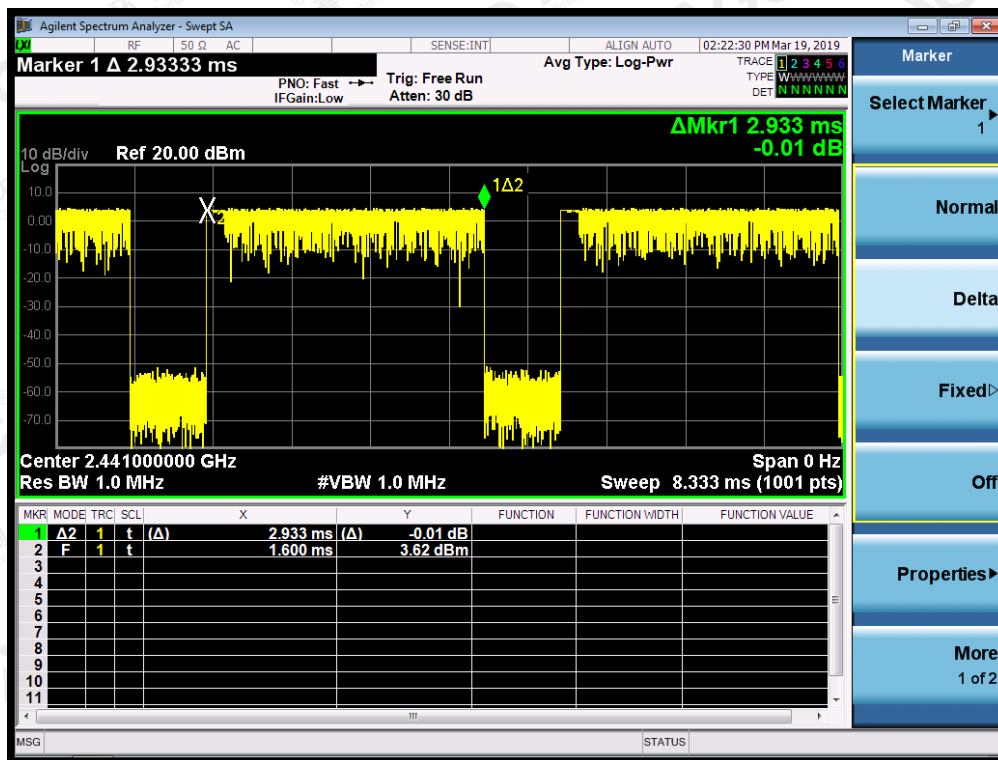 Agilent Spectrum Analyzer - Swept SA
LXI RF 50 Ω AC SENSE:INT ALIGN AUTO 02:22:30 PM Mar 19, 2019
Marker 1 Δ 2.93333 ms
PNO: Fast
IFGain:Low
Trig: Free Run
Atten: 30 dB
Avg Type: Log-Pwr
TRACE 1 2 3 4 5 6
TYPE WWWWWW
DET N N N N N N
ΔMkr1 2.933 ms
-0.01 dB
10 dB/div Ref 20.00 dBm
Log
10.0
0.00
-10.0
-20.0
-30.0
-40.0
-50.0
-60.0
-70.0
2
1Δ2
Center 2.441000000 GHz Span 0 Hz
Res BW 1.0 MHz #VBW 1.0 MHz Sweep 8.333 ms (1001 pts)
MKR MODE TRC SCL X Y FUNCTION FUNCTION WIDTH FUNCTION VALUE
1 Δ2 1 t (Δ) 2.933 ms (Δ) -0.01 dB
2 F 1 t 1.600 ms 3.62 dBm
3
4
5
6
7
8
9
10
11
MSG STATUS
Marker
Select Marker
1
Normal
Delta
Fixed
Off
Properties
More
1 of 2